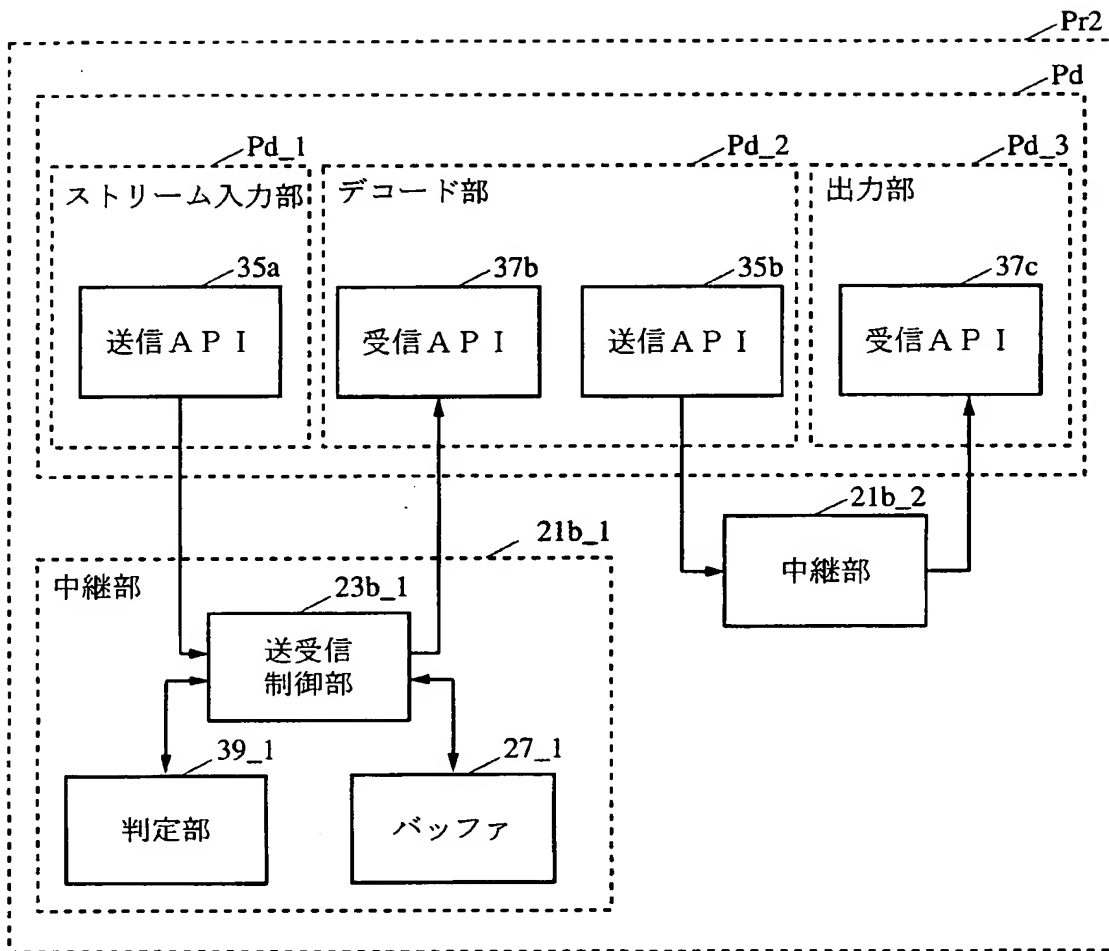 Pr2
Pd
Pd_1
Pd_2
Pd_3
ストリーム入力部
デコード部
出力部
35a
37b
35b
37c
送信ＡＰＩ
受信ＡＰＩ
送信ＡＰＩ
受信ＡＰＩ
21b_2
中継部
21b_1
中継部
23b_1
送受信
制御部
39_1
27_1
判定部
バッファ